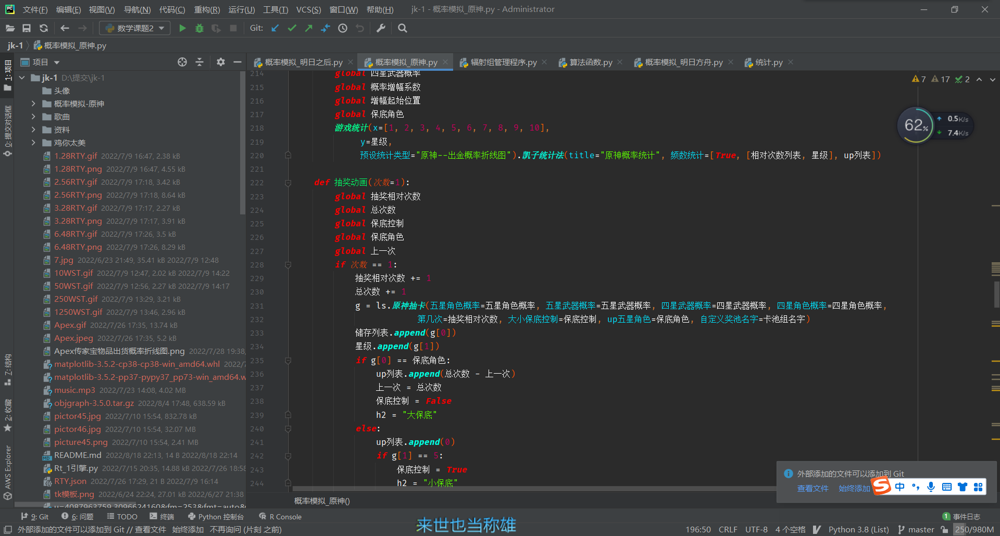 文件(F) 编辑(E) 视图(V) 导航(N) 代码(C) 重构(R) 运行(U) 工具(T) VCS(S) 窗口(W) 帮助(H) jk-1 - 概率模拟_原神.py - Administrator
数学课题2 Git:
jk-1 概率模拟_原神.py
项目 概率模拟_明日之后.py 概率模拟_原神.py 辐射组管理程序.py 算法函数.py 概率模拟_明日方舟.py 统计.py
1: 项目
0: 提交对话框
7: 结构
2: 收藏
AWS Explorer
jk-1 D:\提交\jk-1
头像
概率模拟-原神
歌曲
资料
鸡你太美
1.28RTY.gif 2022/7/9 16:47, 2.38 kB
1.28RTY.png 2022/7/9 16:47, 4.55 kB
2.56RTY.gif 2022/7/9 17:18, 3.42 kB
2.56RTY.png 2022/7/9 17:18, 8.64 kB
3.28RTY.gif 2022/7/9 17:17, 2.27 kB
3.28RTY.png 2022/7/9 17:17, 3.91 kB
6.48RTY.gif 2022/7/9 17:26, 3.5 kB
6.48RTY.png 2022/7/9 17:26, 8.29 kB
7.jpg 2022/6/23 21:49, 35.41 kB 2022/7/9 12:48
10WST.gif 2022/7/9 12:47, 2.02 kB 2022/7/9 14:22
50WST.gif 2022/7/9 12:56, 2.27 kB 2022/7/9 14:17
250WST.gif 2022/7/9 13:29, 3.21 kB
1250WST.gif 2022/7/9 13:46, 2.96 kB
Apex.gif 2022/7/26 17:35, 13.74 kB
Apex.jpeg 2022/7/26 17:35, 5.2 kB
Apex传家宝物品出货概率折线图.png 2022/7/28 19:38,
matplotlib-3.5.2-cp38-cp38-win_amd64.whl 2022/7
matplotlib-3.5.2-pp37-pypy37_pp73-win_amd64.w
music.mp3 2022/7/23 14:08, 4.02 MB
objgraph-3.5.0.tar.gz 2022/8/4 17:48, 638.59 kB
pictor45.jpg 2022/7/10 15:54, 832.78 kB
pictor46.jpg 2022/7/10 15:54, 32.07 MB
picture45.png 2022/7/10 15:54, 2.41 MB
README.md 2022/8/18 22:13, 14 B 2022/8/18 22:14
Rt_1引擎.py 2022/7/15 20:35, 14.88 kB 2022/7/26 18:58
RTY.json 2022/7/26 17:29, 21 B 2022/7/9 16:14
tk模板.png 2022/6/24 22:24, 27.01 kB 2022/6/27 21:38
u=4087963759,3096624160&fm=253&fmt=auto&
214 global 四星武器概率
215 global 概率增幅系数
216 global 增幅起始位置
217 global 保底角色
218 游戏统计(x=[1, 2, 3, 4, 5, 6, 7, 8, 9, 10],
219 y=星级,
220 预设统计类型="原神--出金概率折线图").凯子统计法(title="原神概率统计", 频数统计=[True, [相对次数列表, 星级], up列表])
221
222 def 抽奖动画(次数=1):
223 global 抽奖相对次数
224 global 总次数
225 global 保底控制
226 global 保底角色
227 global 上一次
228 if 次数 == 1:
229 抽奖相对次数 += 1
230 总次数 += 1
231 g = ls.原神抽卡(五星角色概率=五星角色概率, 五星武器概率=五星武器概率, 四星武器概率=四星武器概率, 四星角色概率=四星角色概率,
232 第几次=抽奖相对次数, 大小保底控制=保底控制, up五星角色=保底角色, 自定义奖池名字=卡池组名字)
233 储存列表.append(g[0])
234 星级.append(g[1])
235 if g[0] == 保底角色:
236 up列表.append(总次数 - 上一次)
237 上一次 = 总次数
238 保底控制 = False
239 h2 = "大保底"
240 else:
241 up列表.append(0)
242 if g[1] == 5:
243 保底控制 = True
244 h2 = "小保底"
7 17 2
62% 0.5K/s
7.4K/s
外部添加的文件可以添加到 Git
查看文件 始终添加 中
概率模拟_原神()
9: Git 6: 问题 TODO 终端 Python 控制台 R Console 1 事件日志
来世也当称雄
外部添加的文件可以添加到 Git // 查看文件 始终添加 不再询问 (片刻 之前) 196:50 CRLF UTF-8 4 个空格 Python 3.8 (List) master 250/980M